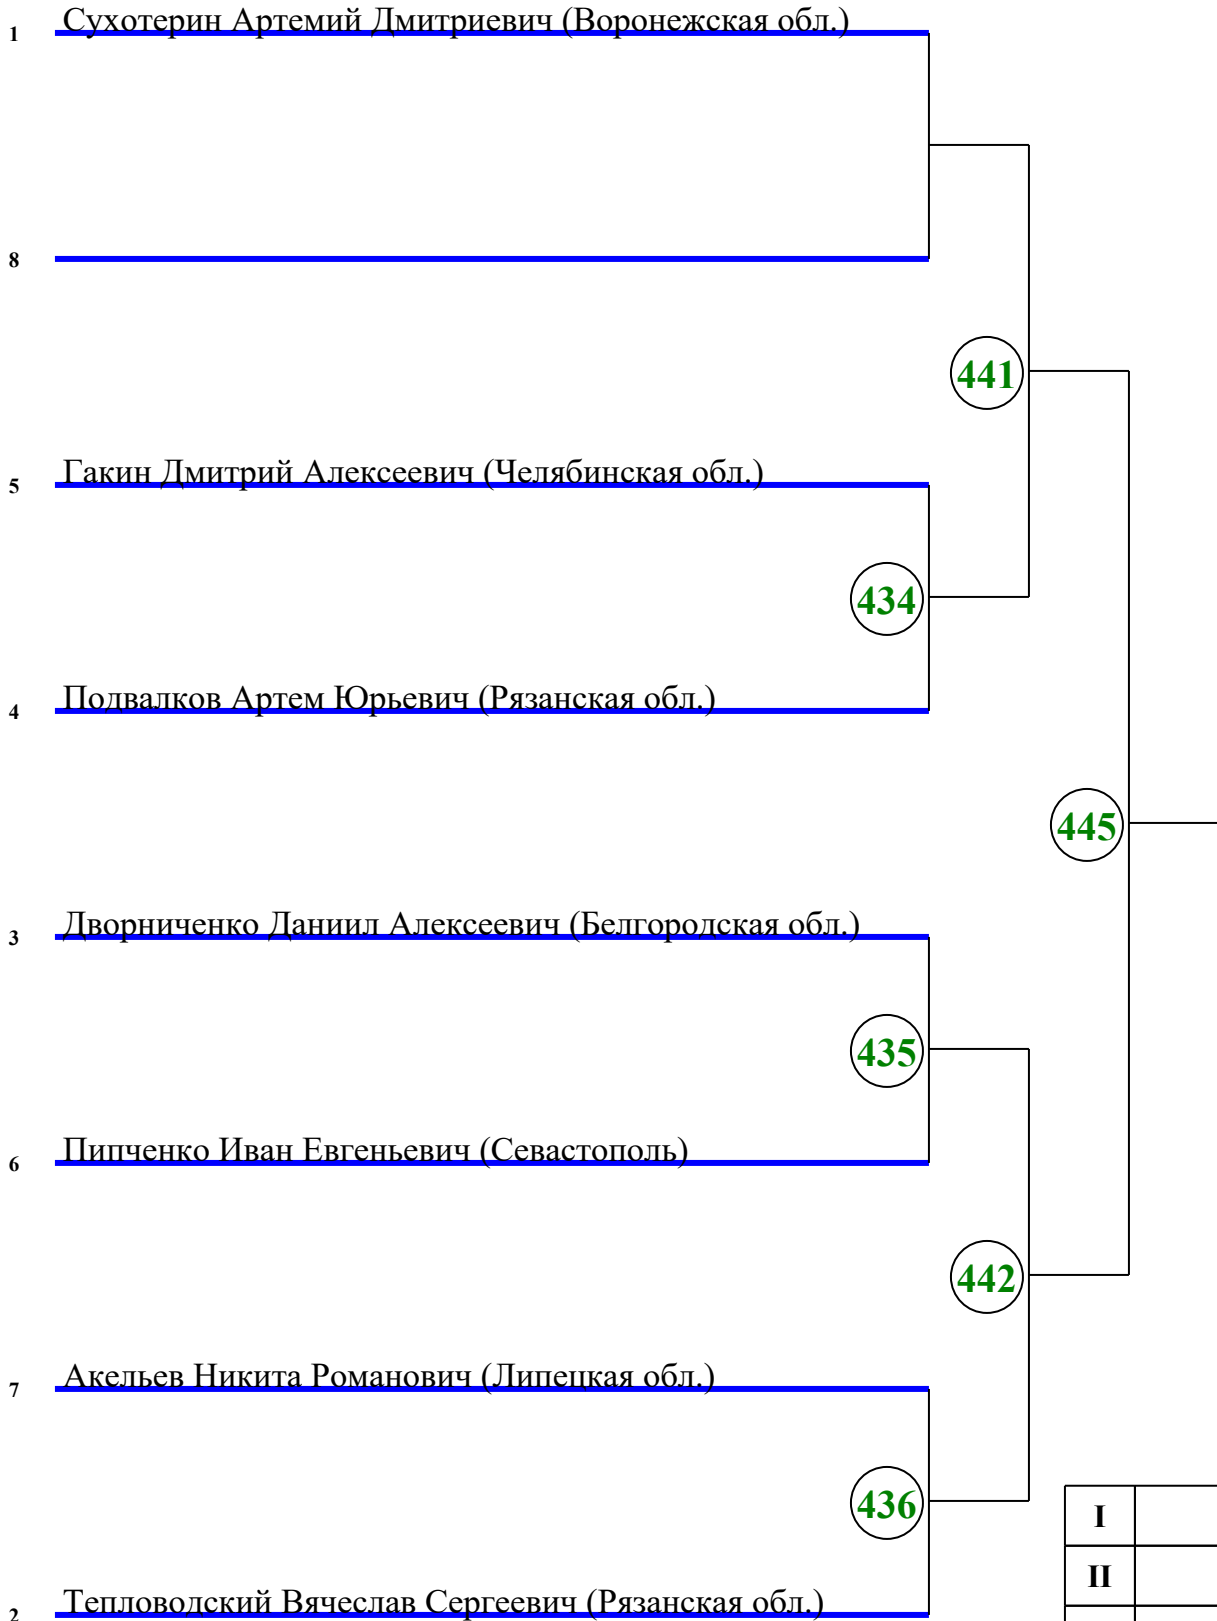 1 Сухотерин Артемий Дмитриевич (Воронежская обл.)
8
441
5 Гакин Дмитрий Алексеевич (Челябинская обл.)
434
4 Подвалков Артем Юрьевич (Рязанская обл.)
445
3 Дворниченко Даниил Алексеевич (Белгородская обл.)
435
6 Пипченко Иван Евгеньевич (Севастополь)
442
7 Акельев Никита Романович (Липецкая обл.)
436
I
II
2 Тепловодский Вячеслав Сергеевич (Рязанская обл.)